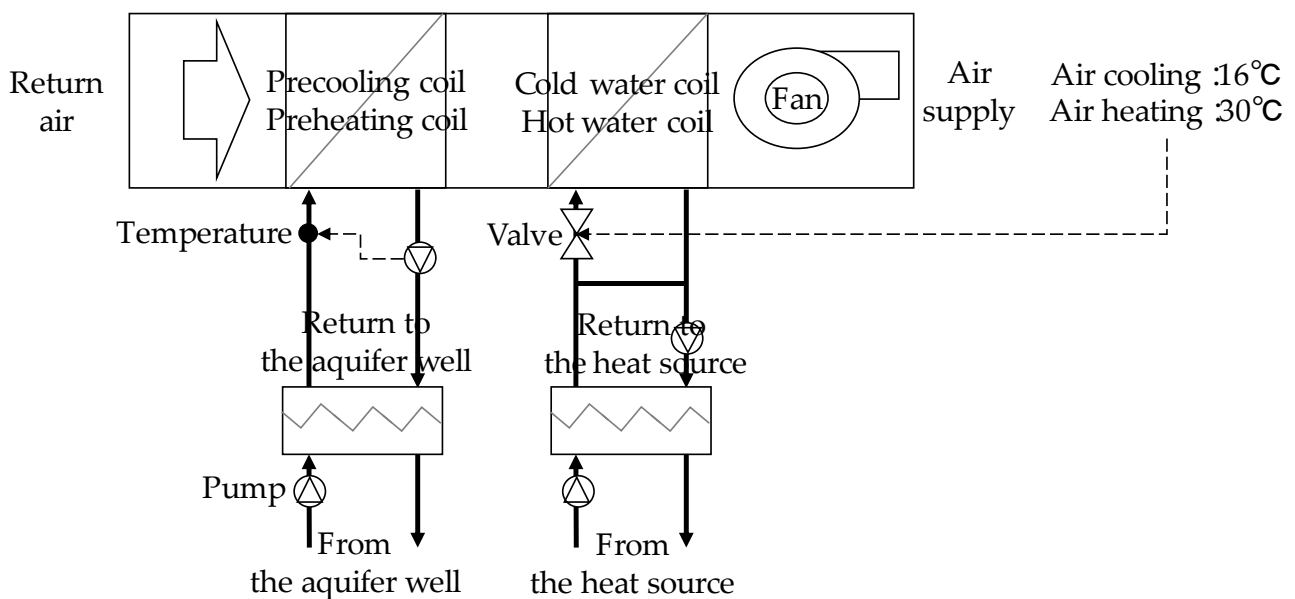 Return
air
Precooling coil
Preheating coil
Cold water coil
Hot water coil
Fan
Air
supply
Air cooling :16℃
Air heating :30℃
Temperature
Valve
Return to
the aquifer well
Return to
the heat source
Pump
From
the aquifer well
From
the heat source